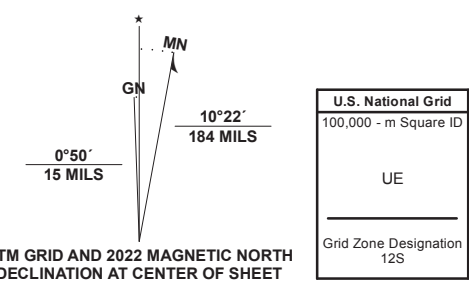 ★
MN
GN
10°22´
184 MILS
0°50´
15 MILS
TM GRID AND 2022 MAGNETIC NORTH
DECLINATION AT CENTER OF SHEET
U.S. National Grid
100,000 - m Square ID
UE
Grid Zone Designation
12S